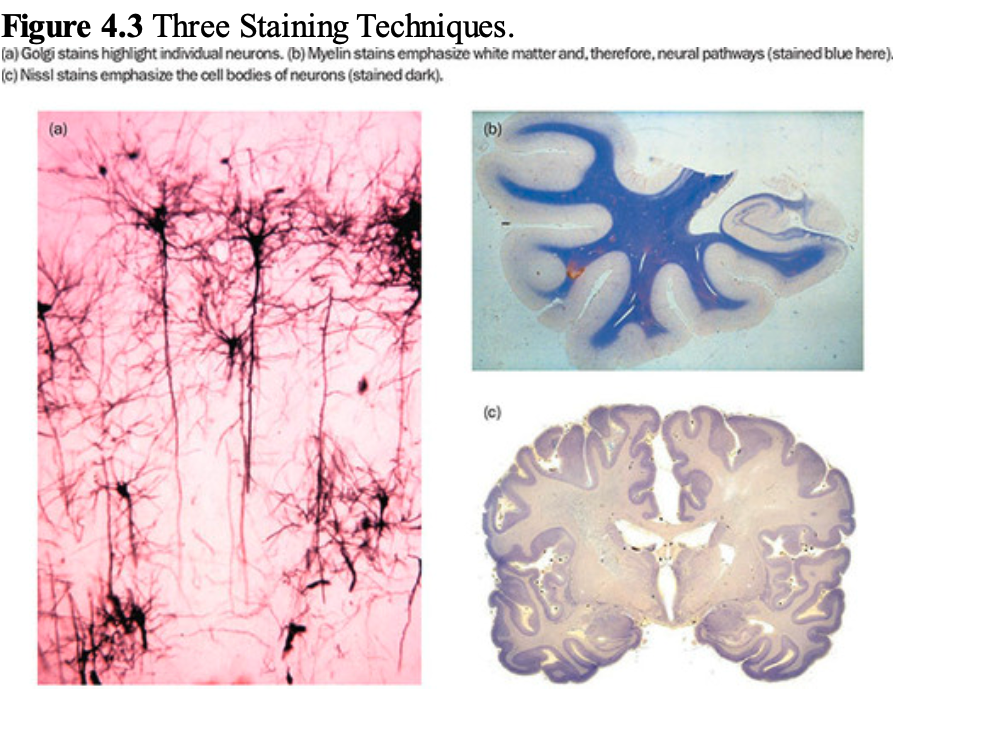 Figure 4.3 Three Staining Techniques.
(a) Golgi stains highlight individual neurons. (b) Myelin stains emphasize white matter and, therefore, neural pathways (stained blue here).
(c) Nissl stains emphasize the cell bodies of neurons (stained dark).
(a)
(b)
(c)